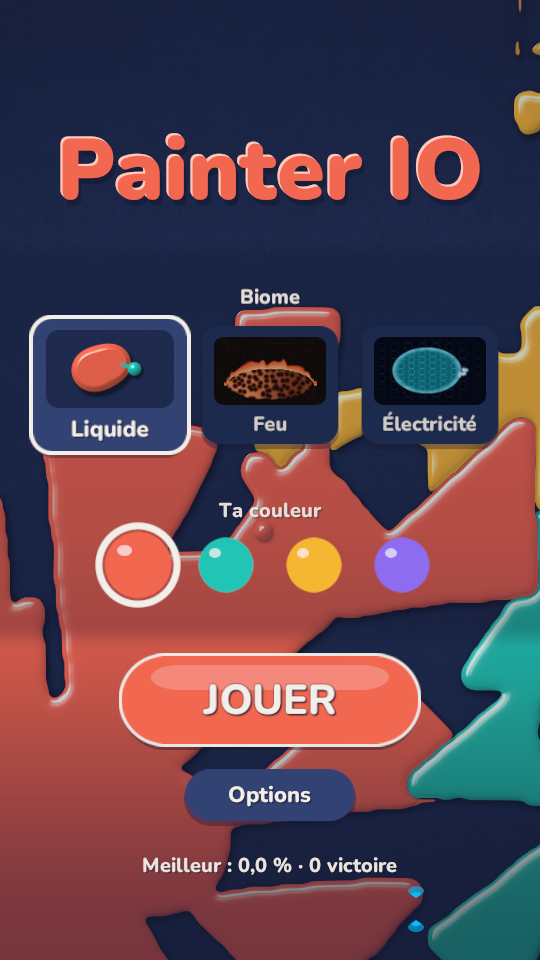 Painter IO
Biome
Liquide
Feu
Électricité
Ta couleur
JOUER
Options
Meilleur : 0,0 % · 0 victoire